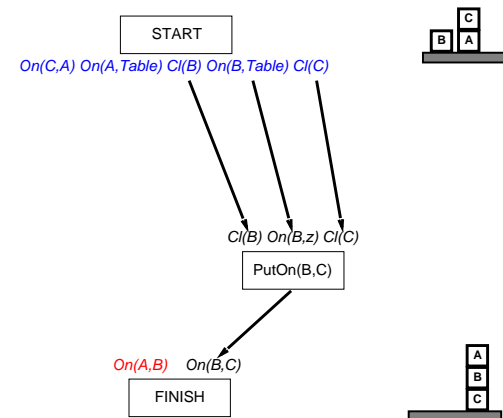 START
C
B A
On(C,A) On(A,Table) Cl(B) On(B,Table) Cl(C)
Cl(B) On(B,z) Cl(C)
PutOn(B,C)
On(A,B) On(B,C)
FINISH
A
B
C